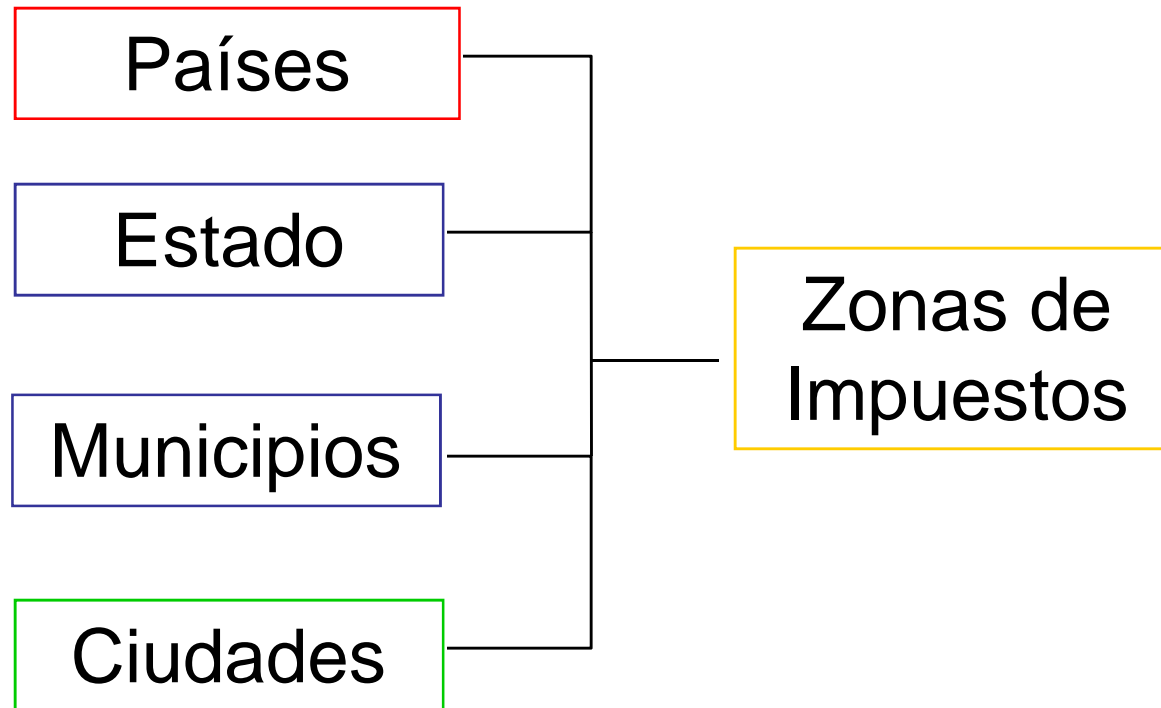 Países
Estado
Municipios
Ciudades
Zonas de
Impuestos